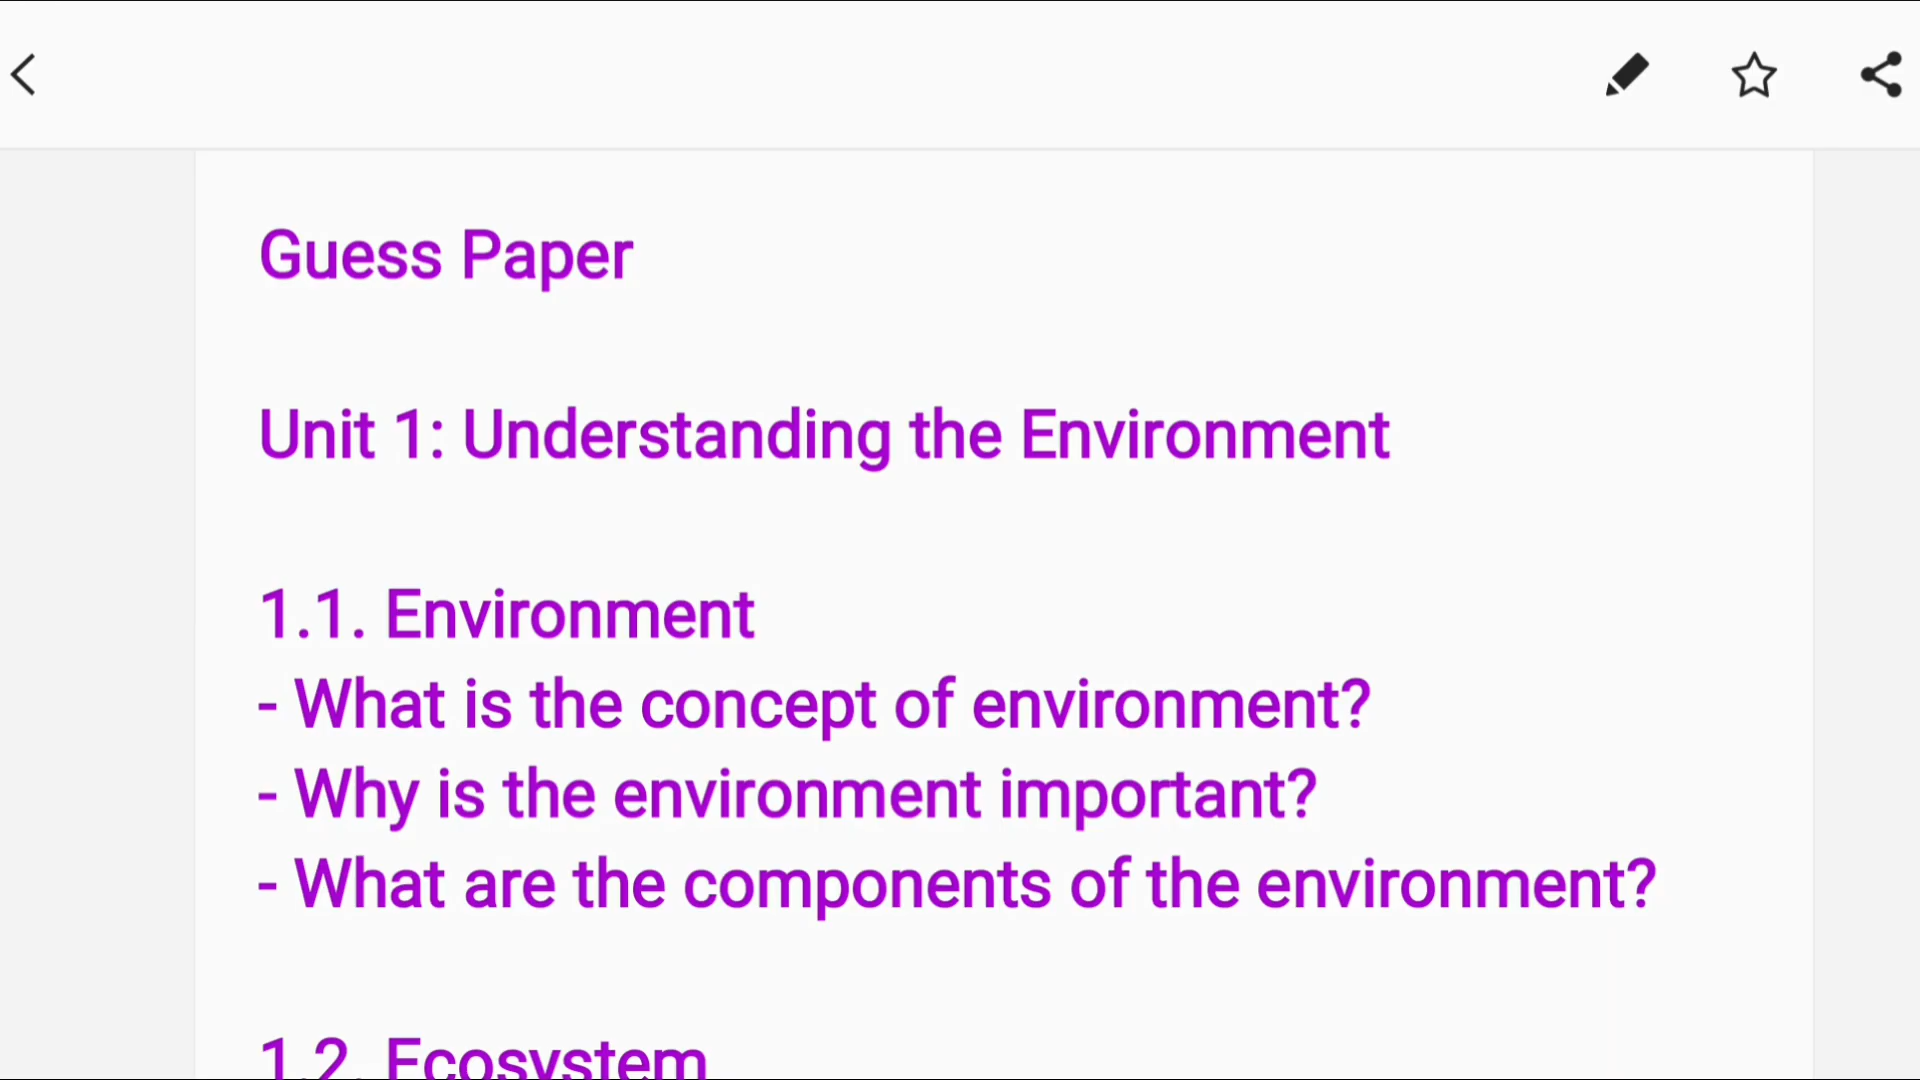 Guess Paper
Unit 1: Understanding the Environment
1.1. Environment
- What is the concept of environment?
- Why is the environment important?
- What are the components of the environment?
1.2. Ecosystem